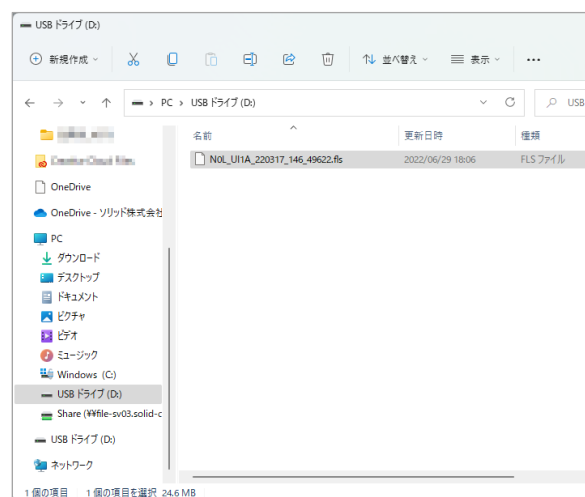 USB ドライブ (D:)
新規作成
並べ替え
表示
PC > USB ドライブ (D:)
USB
名前
更新日時
種類
N0L_UI1A_220317_146_49622.fls
2022/06/29 18:06
FLS ファイル
Creative Cloud Files
OneDrive
OneDrive - ソリッド株式会社
PC
ダウンロード
デスクトップ
ドキュメント
ピクチャ
ビデオ
ミュージック
Windows (C:)
USB ドライブ (D:)
Share (¥¥file-sv03.solid-c
USB ドライブ (D:)
ネットワーク
1 個の項目 1 個の項目を選択 24.6 MB